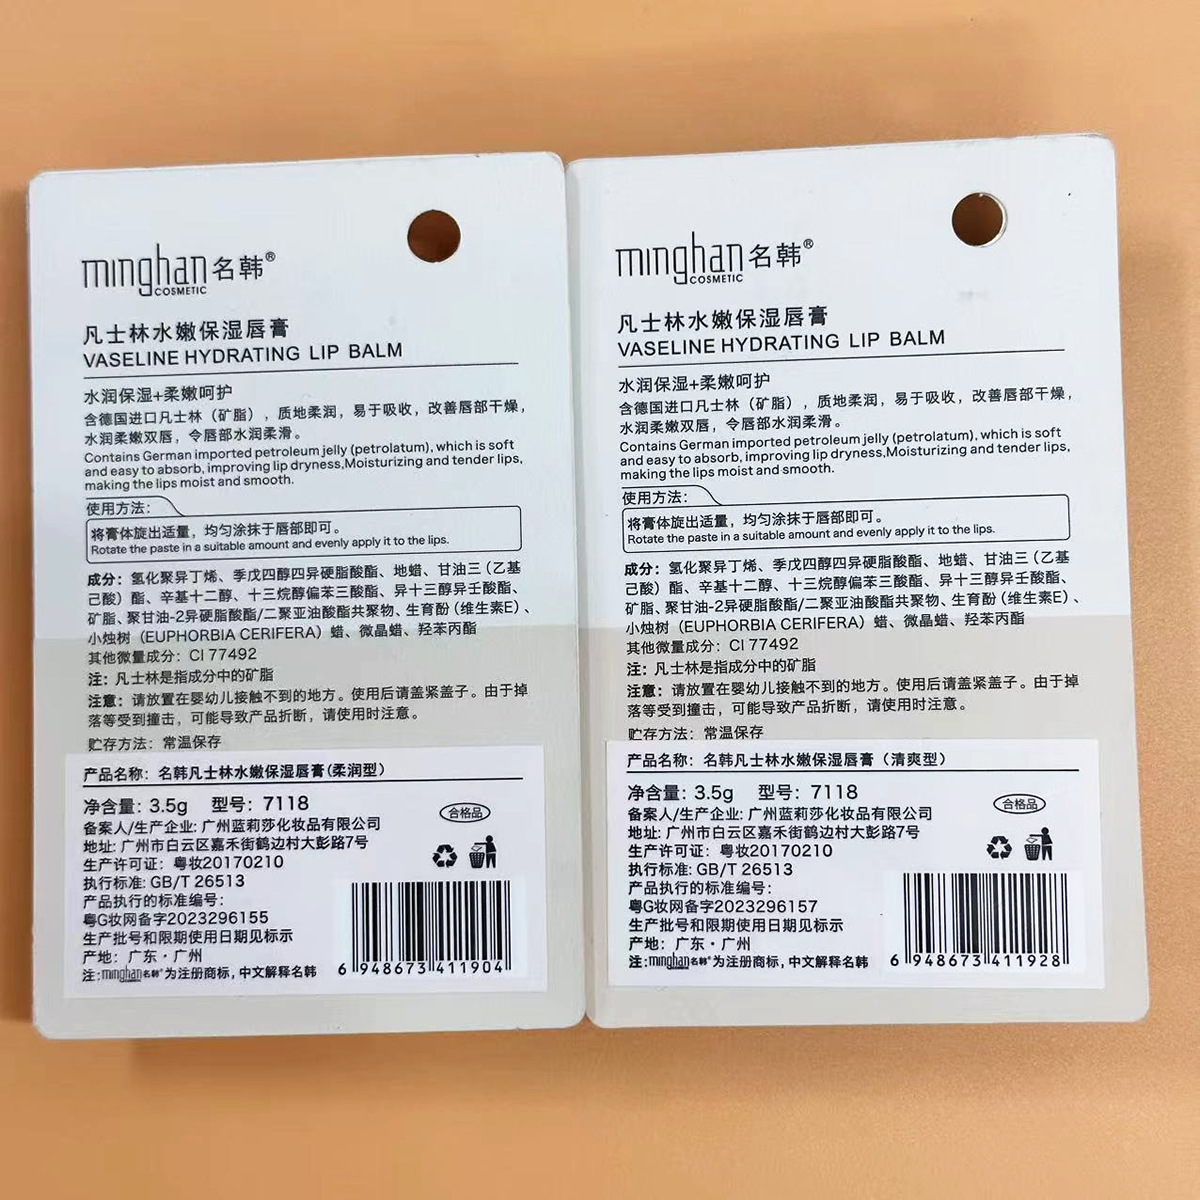 minghan名韩®
COSMETIC
凡士林水嫩保湿唇膏
VASELINE HYDRATING LIP BALM
水润保湿+柔嫩呵护
含德国进口凡士林（矿脂），质地柔润，易于吸收，改善唇部干燥，
水润柔嫩双唇，令唇部水润柔滑。
Contains German imported petroleum jelly (petrolatum), which is soft
and easy to absorb, improving lip dryness,Moisturizing and tender lips,
making the lips moist and smooth.
使用方法：
将膏体旋出适量，均匀涂抹于唇部即可。
Rotate the paste in a suitable amount and evenly apply it to the lips.
成分：氢化聚异丁烯、季戊四醇四异硬脂酸酯、地蜡、甘油三（乙基
己酸）酯、辛基十二醇、十三烷醇偏苯三酸酯、异十三醇异壬酸酯、
矿脂、聚甘油-2异硬脂酸酯/二聚亚油酸酯共聚物、生育酚（维生素E）、
小烛树（EUPHORBIA CERIFERA）蜡、微晶蜡、羟苯丙酯
其他微量成分：CI 77492
注：凡士林是指成分中的矿脂
注意：请放置在婴幼儿接触不到的地方。使用后请盖紧盖子。由于掉
落等受到撞击，可能导致产品折断，请使用时注意。
贮存方法：常温保存
产品名称：名韩凡士林水嫩保湿唇膏(柔润型）
净含量：3.5g 型号：7118
备案人/生产企业：广州蓝莉莎化妆品有限公司
地址：广州市白云区嘉禾街鹤边村大彭路7号
生产许可证：粤妆20170210
执行标准: GB/T 26513
产品执行的标准编号：
粤G妆网备字2023296155
生产批号和限期使用日期见标示
产地：广东·广州
注:minghan名韩®为注册商标，中文解释名韩
合格品
6 948673 411904
minghan名韩®
COSMETIC
凡士林水嫩保湿唇膏
VASELINE HYDRATING LIP BALM
水润保湿+柔嫩呵护
含德国进口凡士林（矿脂），质地柔润，易于吸收，改善唇部干燥，
水润柔嫩双唇，令唇部水润柔滑。
Contains German imported petroleum jelly (petrolatum), which is soft
and easy to absorb, improving lip dryness,Moisturizing and tender lips,
making the lips moist and smooth.
使用方法：
将膏体旋出适量，均匀涂抹于唇部即可。
Rotate the paste in a suitable amount and evenly apply it to the lips.
成分：氢化聚异丁烯、季戊四醇四异硬脂酸酯、地蜡、甘油三（乙基
己酸）酯、辛基十二醇、十三烷醇偏苯三酸酯、异十三醇异壬酸酯、
矿脂、聚甘油-2异硬脂酸酯/二聚亚油酸酯共聚物、生育酚（维生素E）、
小烛树（EUPHORBIA CERIFERA）蜡、微晶蜡、羟苯丙酯
其他微量成分：CI 77492
注：凡士林是指成分中的矿脂
注意：请放置在婴幼儿接触不到的地方。使用后请盖紧盖子。由于掉
落等受到撞击，可能导致产品折断，请使用时注意。
贮存方法：常温保存
产品名称：名韩凡士林水嫩保湿唇膏（清爽型）
净含量：3.5g 型号：7118
备案人/生产企业：广州蓝莉莎化妆品有限公司
地址：广州市白云区嘉禾街鹤边村大彭路7号
生产许可证：粤妆20170210
执行标准: GB/T 26513
产品执行的标准编号：
粤G妆网备字2023296157
生产批号和限期使用日期见标示
产地：广东·广州
注:minghan名韩®为注册商标，中文解释名韩
合格品
6 948673 411928